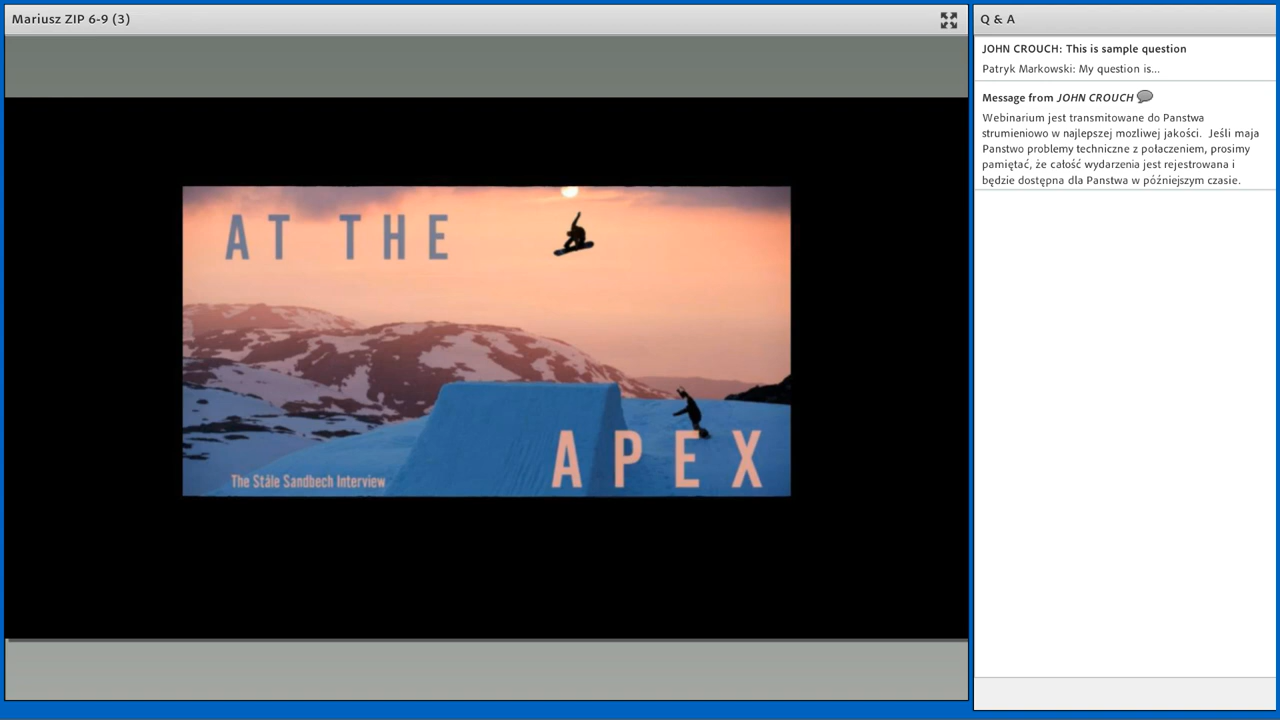 Mariusz ZIP 6-9 (3)
AT THE
The Ståle Sandbech Interview
APEX
Q & A
JOHN CROUCH: This is sample question
Patryk Markowski: My question is...
Message from JOHN CROUCH
Webinarium jest transmitowane do Panstwa
strumieniowo w najlepszej mozliwej jakości. Jeśli maja
Panstwo problemy techniczne z połaczeniem, prosimy
pamiętać, że całość wydarzenia jest rejestrowana i
będzie dostępna dla Panstwa w późniejszym czasie.